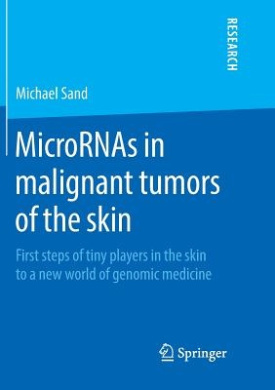 RESEARCH
Michael Sand
MicroRNAs in
malignant tumors
of the skin
First steps of tiny players in the skin
to a new world of genomic medicine
Springer